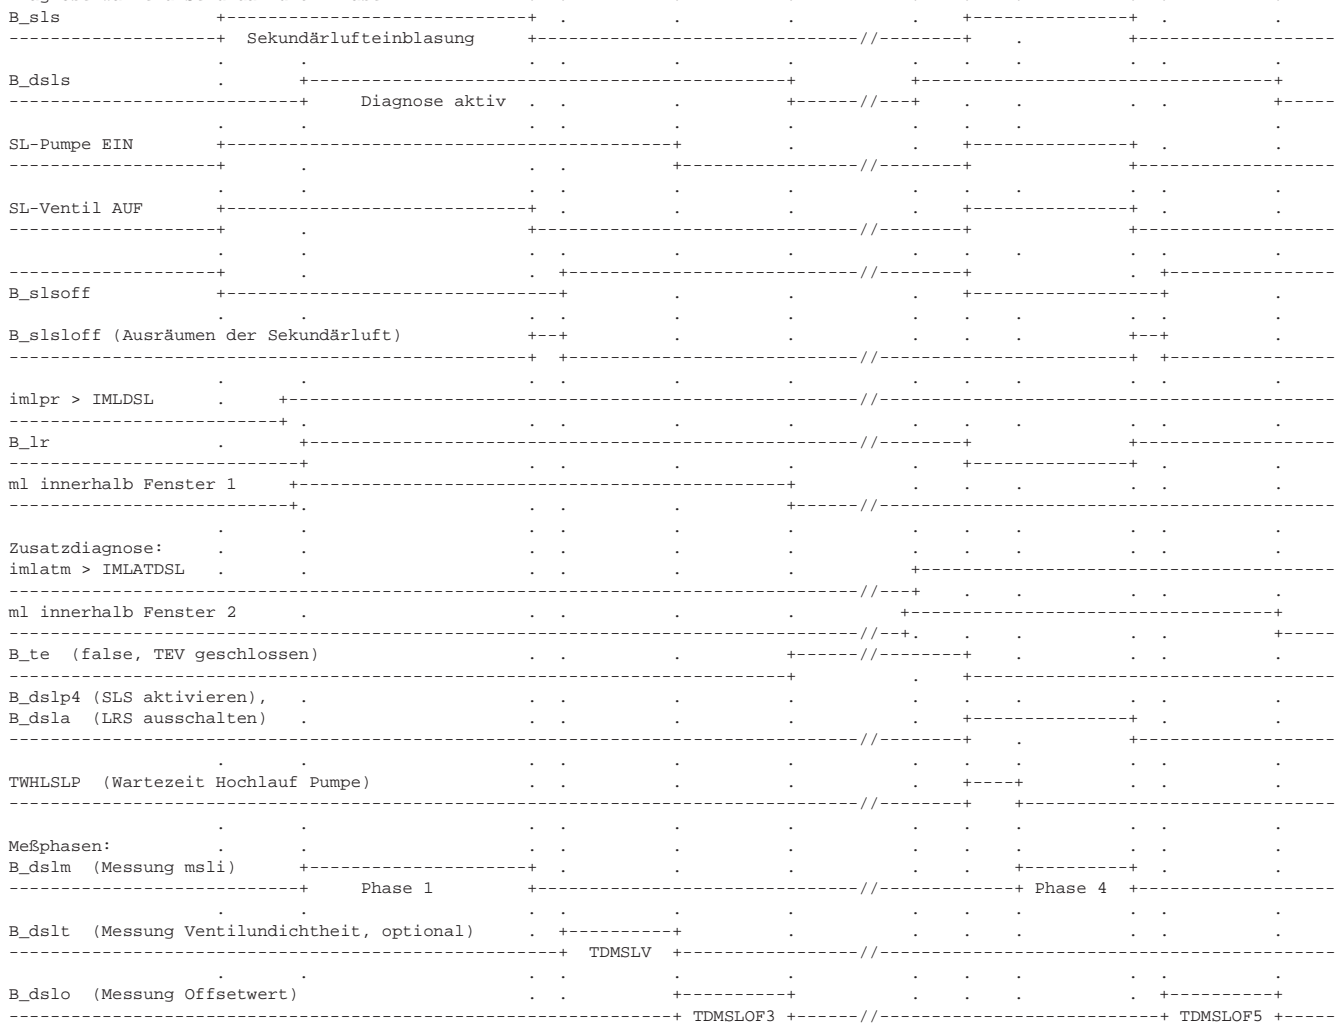 B_sls
Sekundärlufteinblasung
B_dsls
Diagnose aktiv
SL-Pumpe EIN
SL-Ventil AUF
B_slsoff
B_slsloff (Ausräumen der Sekundärluft)
imlpr > IMLDSL
B_lr
ml innerhalb Fenster 1
Zusatzdiagnose:
imlatm > IMLATDSL
ml innerhalb Fenster 2
B_te (false, TEV geschlossen)
B_dslp4 (SLS aktivieren),
B_dsla (LRS ausschalten)
TWHLSLP (Wartezeit Hochlauf Pumpe)
Meßphasen:
B_dslm (Messung msli)
Phase 1 Phase 4
B_dslt (Messung Ventilundichtheit, optional)
TDMSLV
B_dslo (Messung Offsetwert)
TDMSLOF3 TDMSLOF5